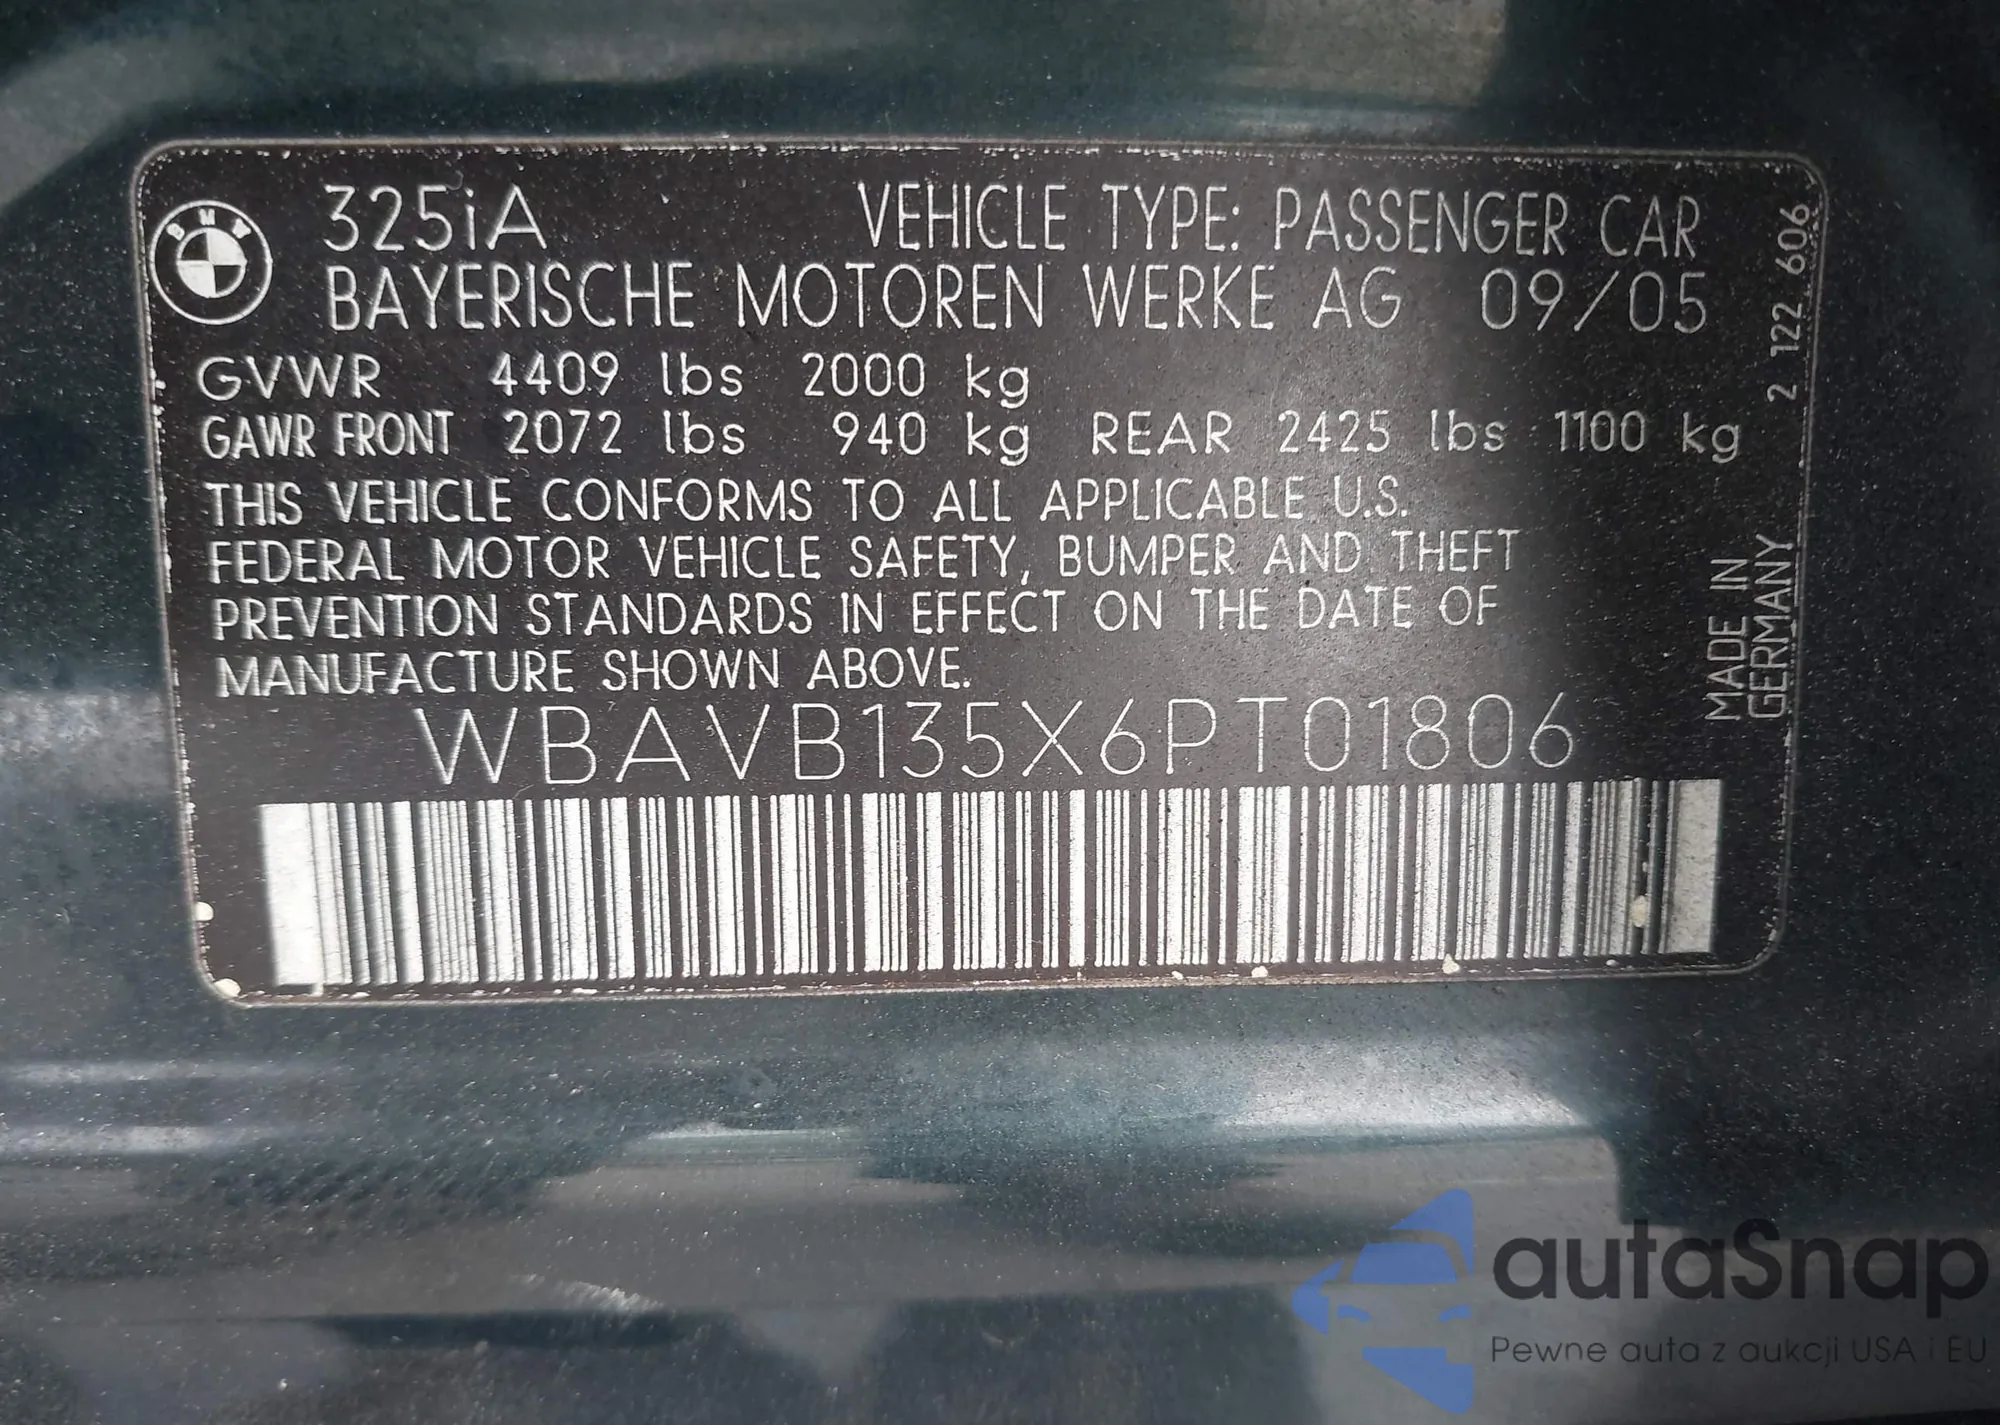 BMW
325iA VEHICLE TYPE: PASSENGER CAR
BAYERISCHE MOTOREN WERKE AG 09/05
GVWR 4409 lbs 2000 kg
GAWR FRONT 2072 lbs 940 kg REAR 2425 lbs 1100 kg
THIS VEHICLE CONFORMS TO ALL APPLICABLE U.S.
FEDERAL MOTOR VEHICLE SAFETY, BUMPER AND THEFT
PREVENTION STANDARDS IN EFFECT ON THE DATE OF
MANUFACTURE SHOWN ABOVE.
WBAVB135X6PT01806
2 122 606
MADE IN
GERMANY
autaSnap
Pewne auta z aukcji USA i EU